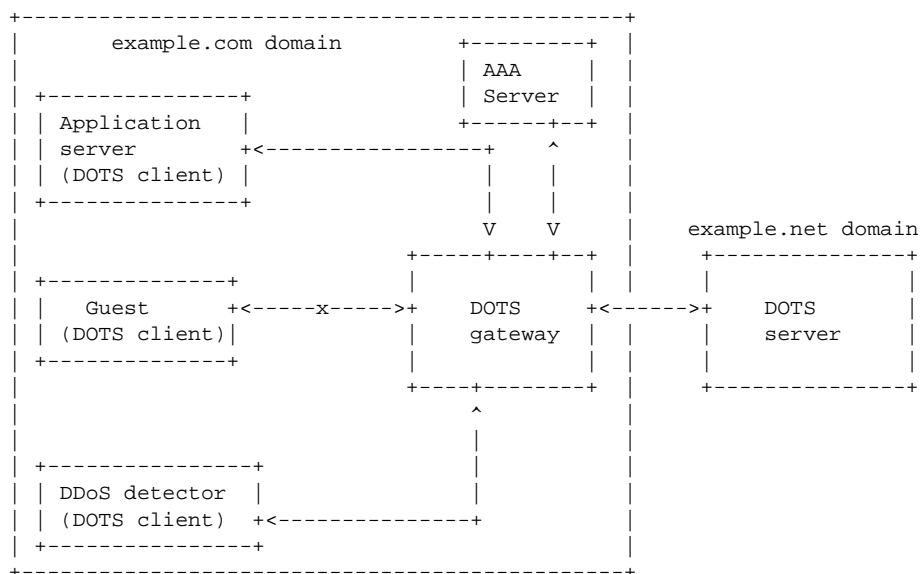 example.com domain
AAA
Server
Application
server
(DOTS client)
V V
example.net domain
Guest
(DOTS client)
x
DOTS
gateway
DOTS
server
DDoS detector
(DOTS client)